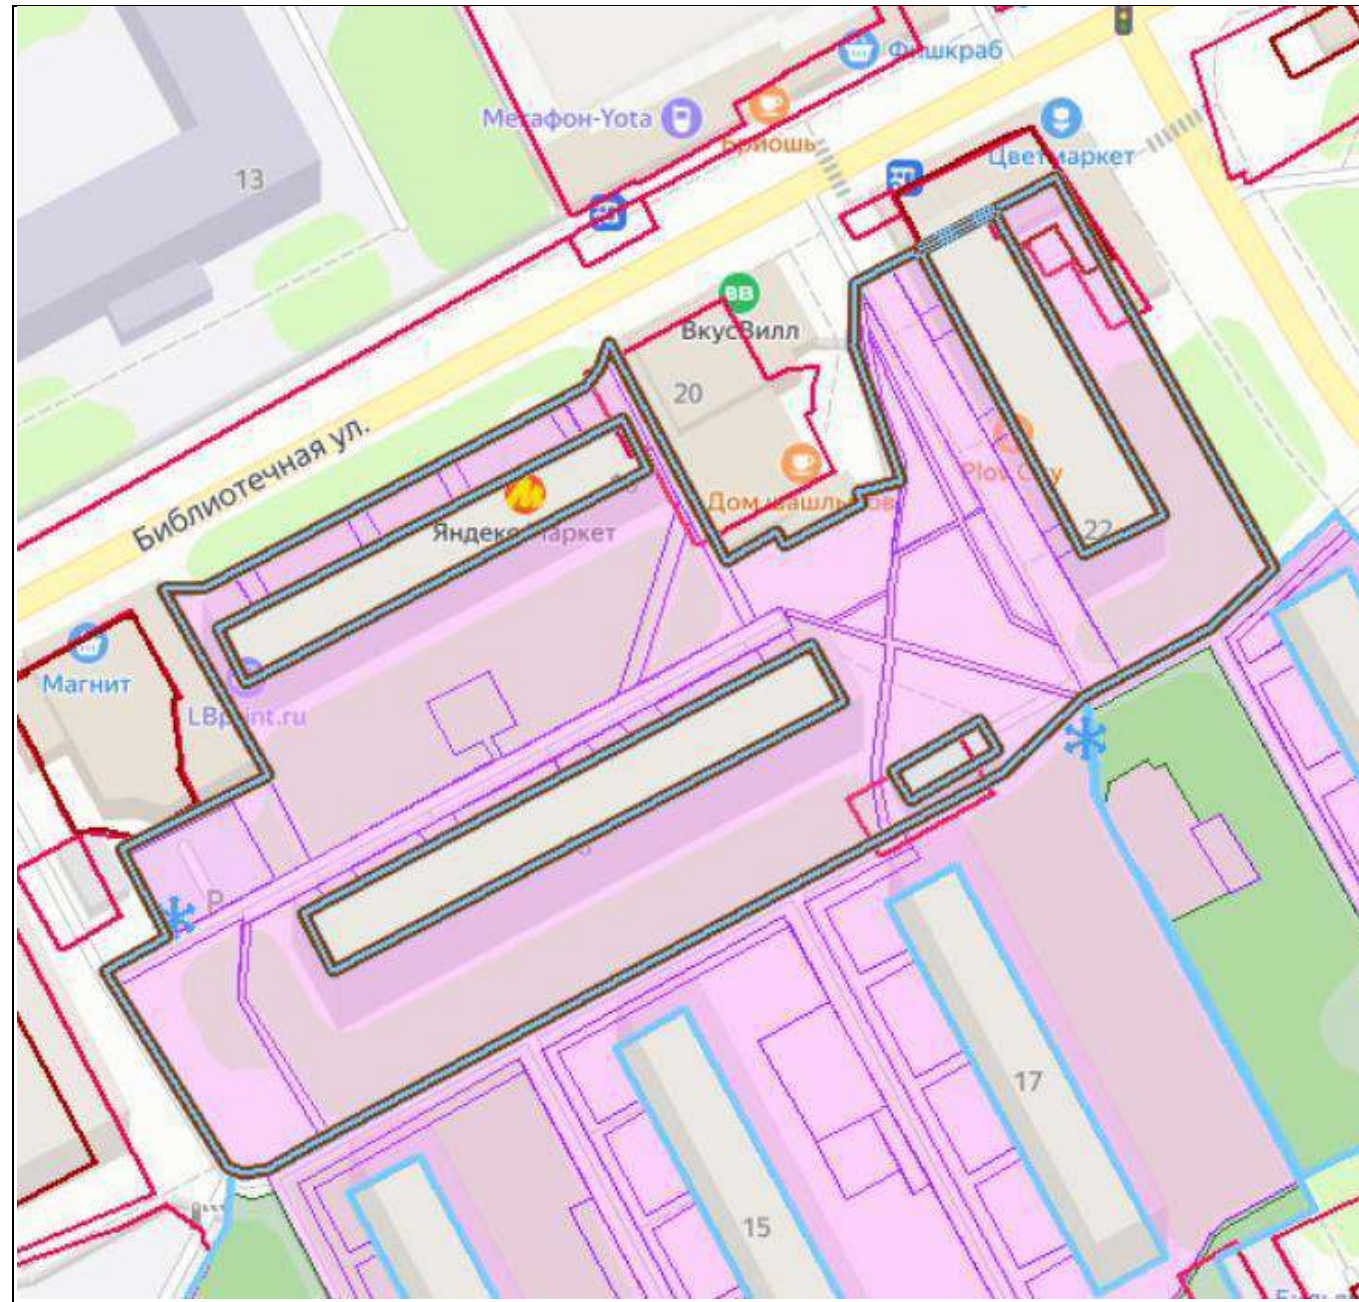 Фишкраб
Мегафон-Yota
Бриошь
Цветмаркет
13
ВкусВилл
20
Библиотечная ул.
Plov City
Дом шашлыков
Яндекс Маркет
22
Магнит
LBprint.ru
P
17
15